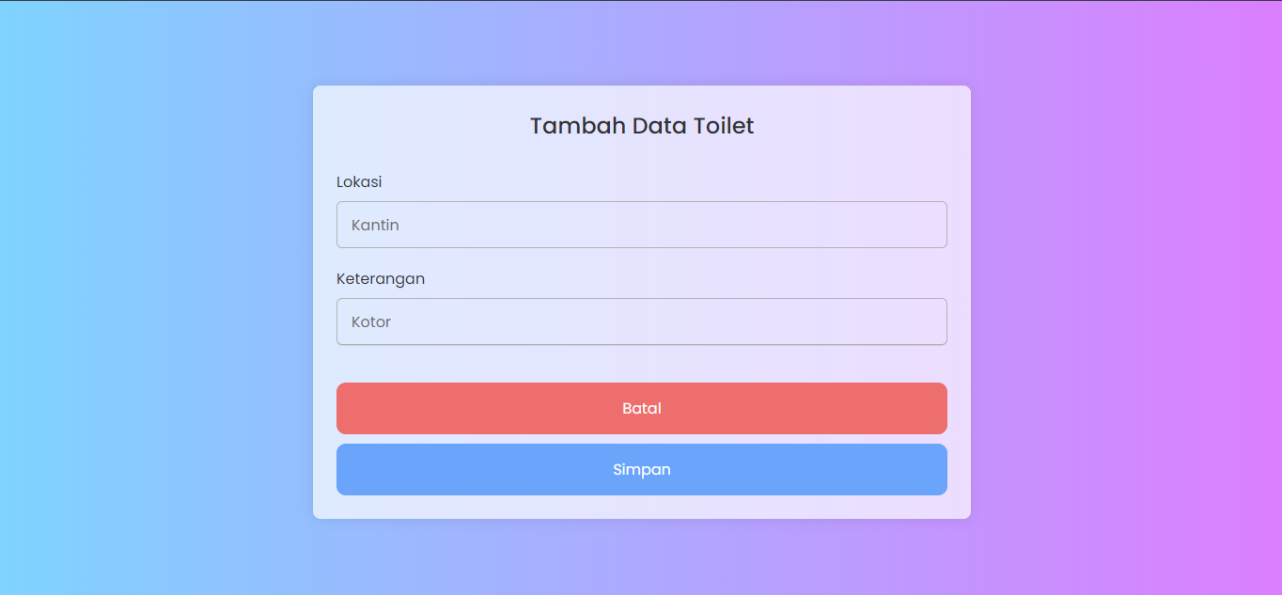 Tambah Data Toilet
Lokasi
Kantin
Keterangan
Kotor
Batal
Simpan